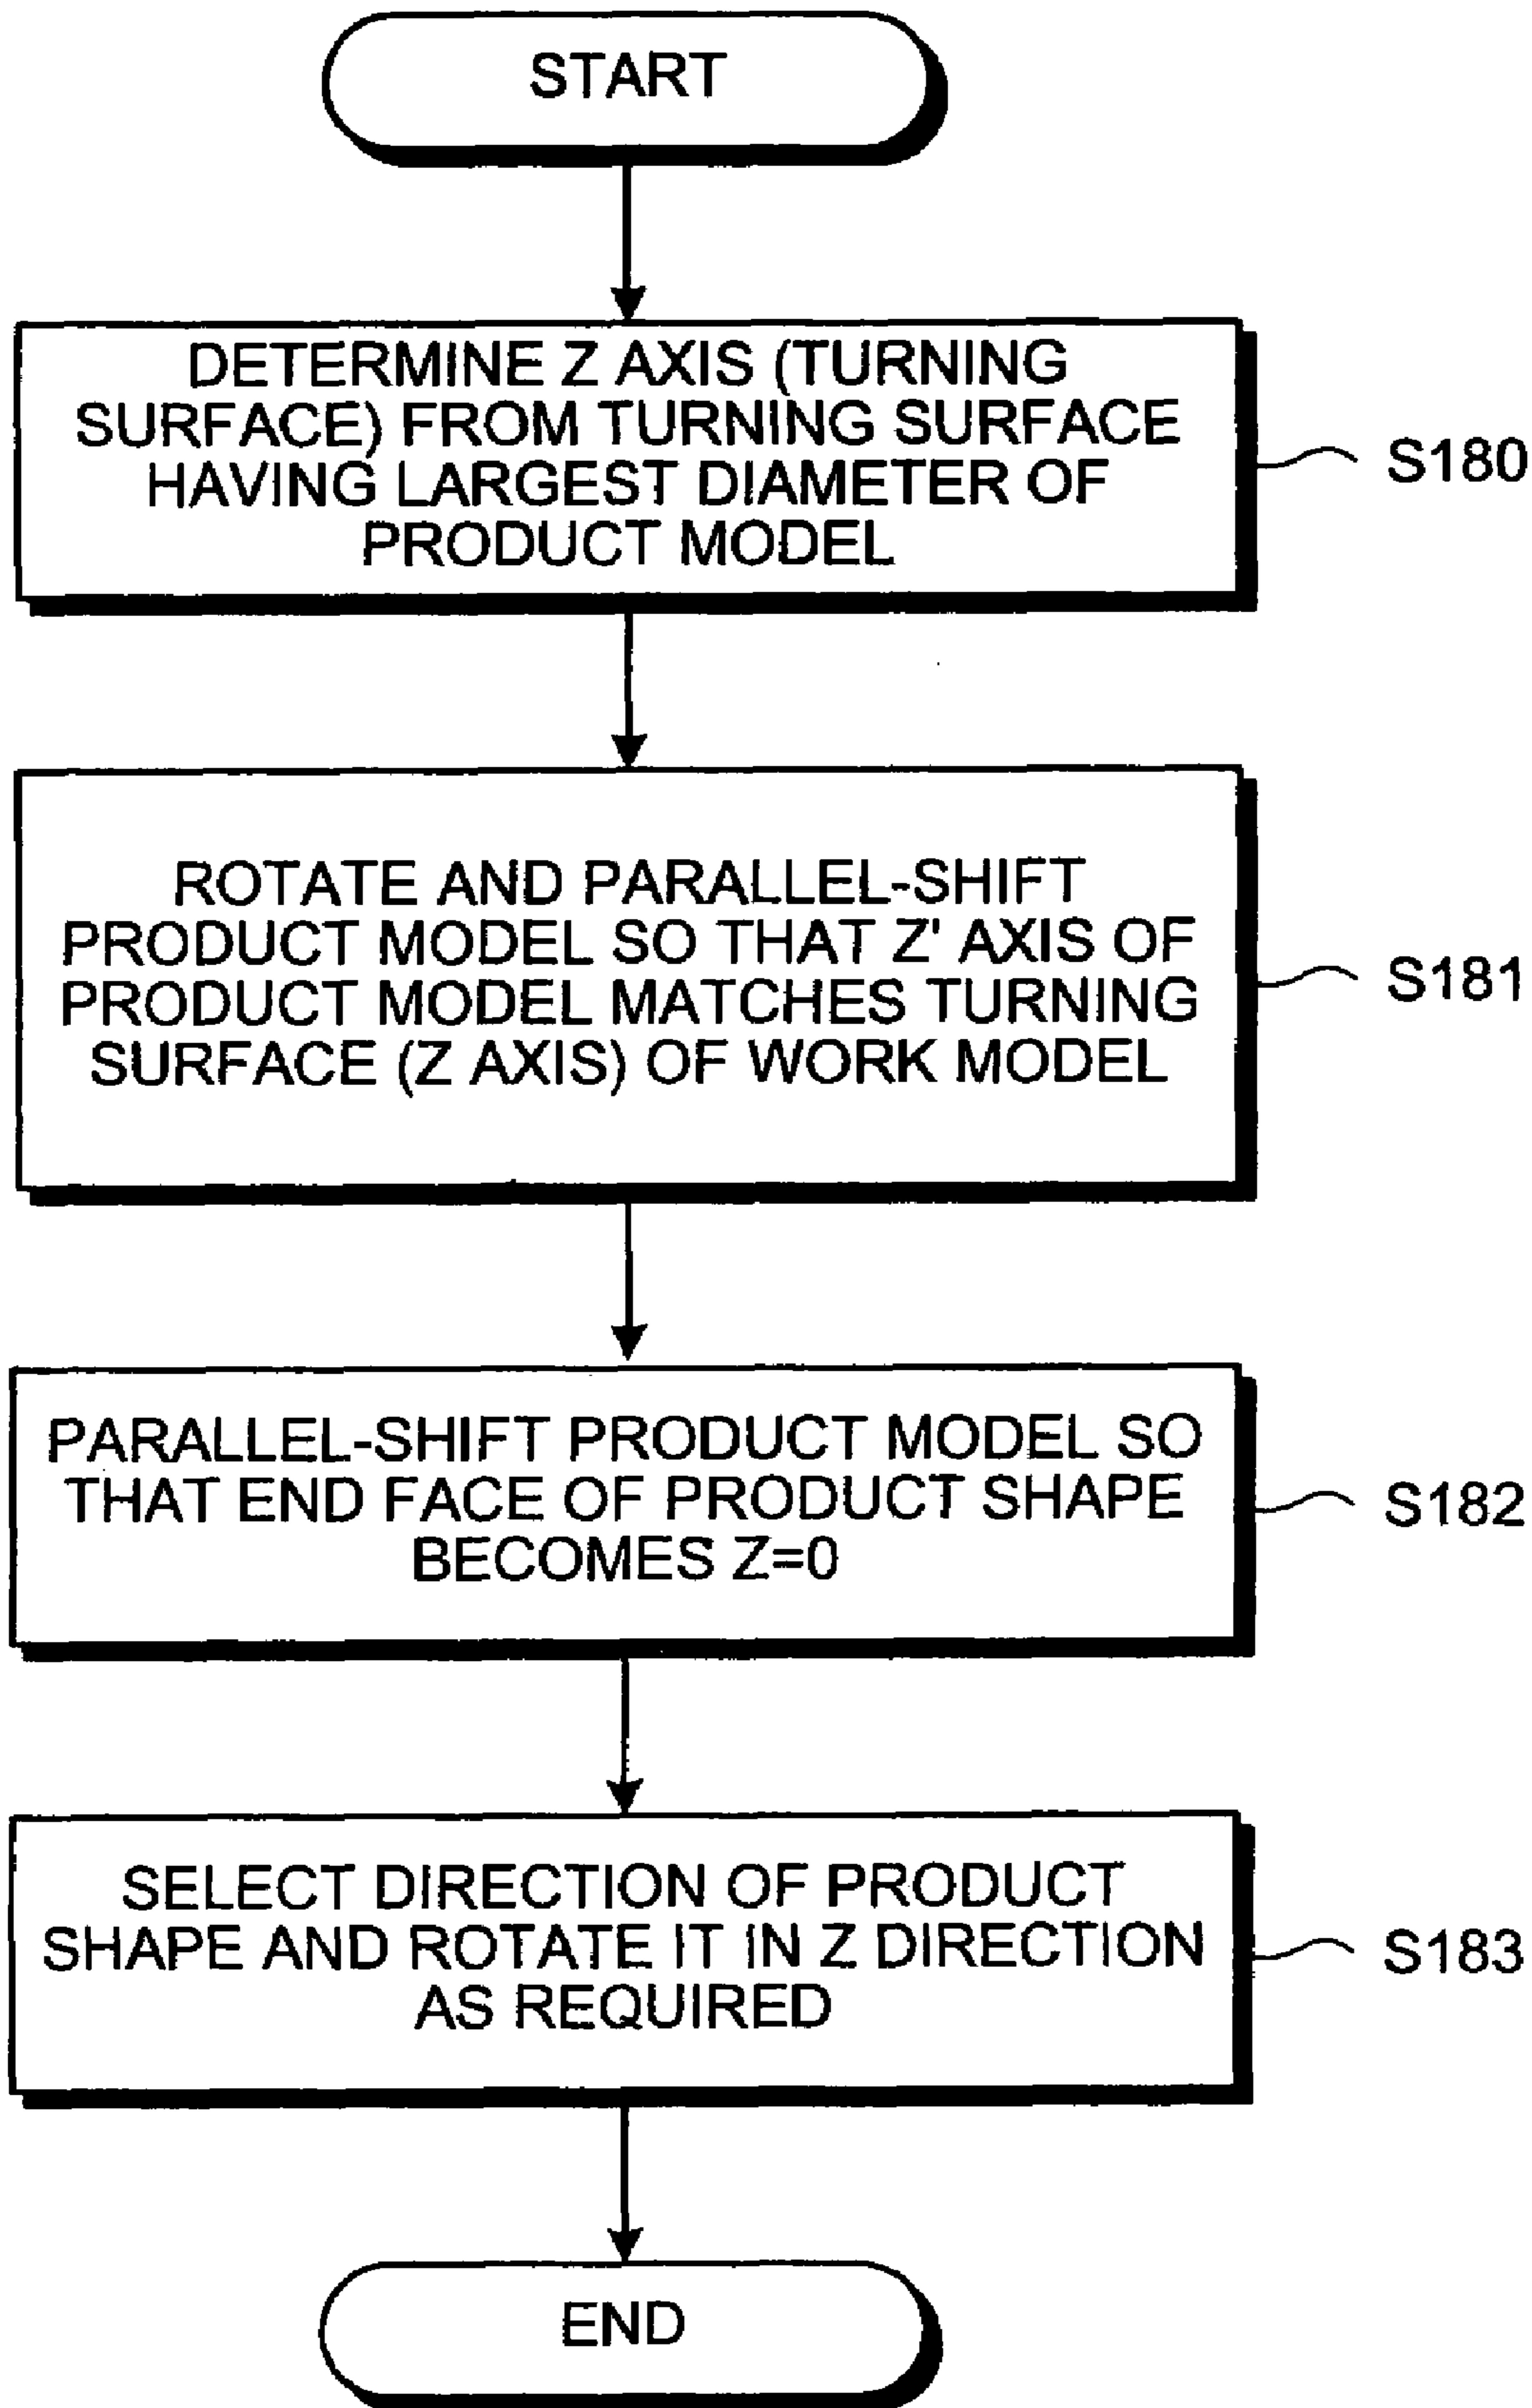 START
DETERMINE Z AXIS (TURNING
SURFACE) FROM TURNING SURFACE
HAVING LARGEST DIAMETER OF
PRODUCT MODEL
S180
ROTATE AND PARALLEL-SHIFT
PRODUCT MODEL SO THAT Z' AXIS OF
PRODUCT MODEL MATCHES TURNING
SURFACE (Z AXIS) OF WORK MODEL
S181
PARALLEL-SHIFT PRODUCT MODEL SO
THAT END FACE OF PRODUCT SHAPE
BECOMES Z=0
S182
SELECT DIRECTION OF PRODUCT
SHAPE AND ROTATE IT IN Z DIRECTION
AS REQUIRED
S183
END